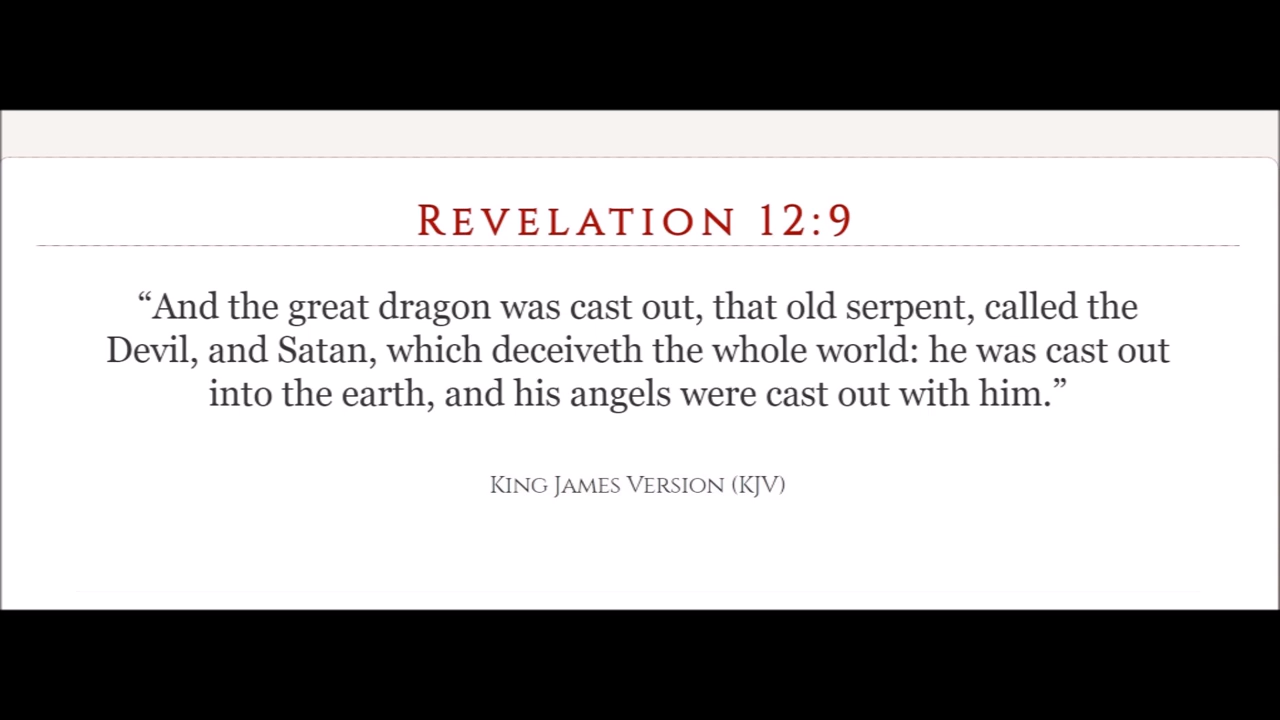 Revelation 12:9
“And the great dragon was cast out, that old serpent, called the
Devil, and Satan, which deceiveth the whole world: he was cast out
into the earth, and his angels were cast out with him.”
King James Version (KJV)